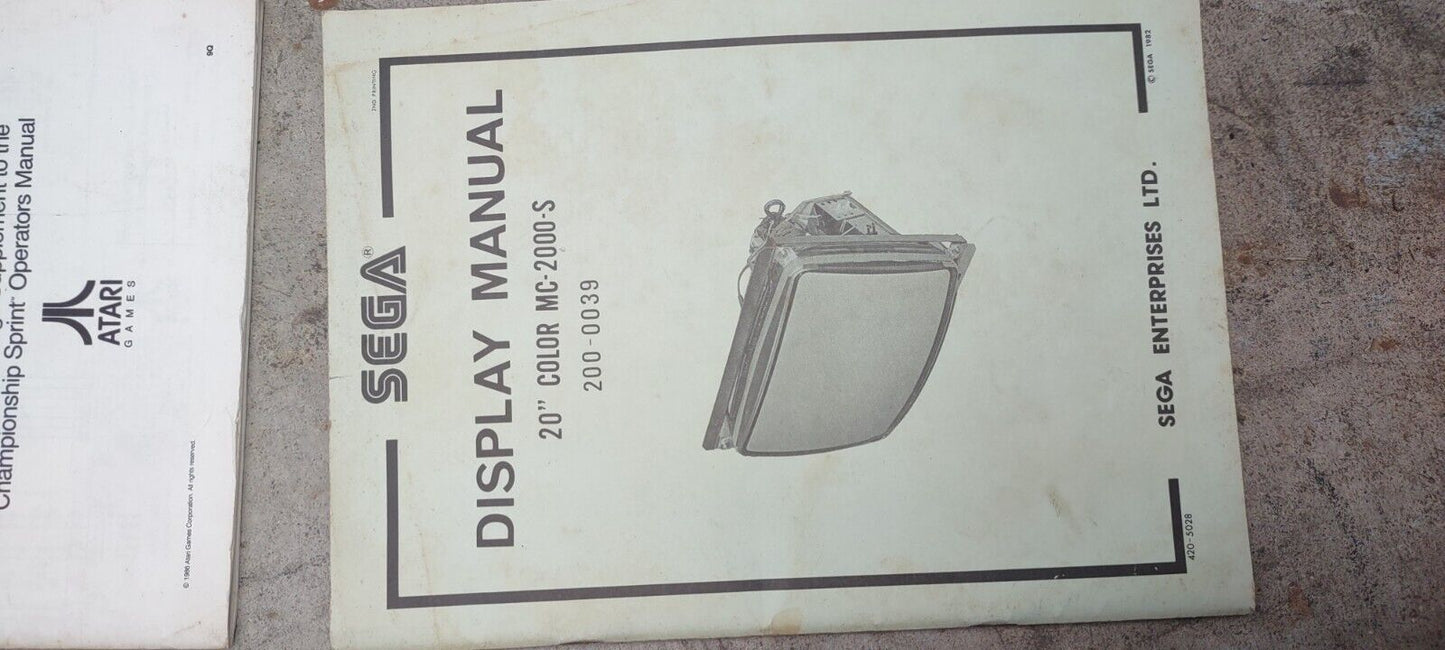 Championship Sprint™ Operators Manual
ATARI
GAMES
© 1986 Atari Games Corporation. All rights reserved.
2ND PRINTING
SEGA®
DISPLAY MANUAL
20” COLOR MC-2000-S
200-0039
SEGA ENTERPRISES LTD.
420-5028
© SEGA 1982